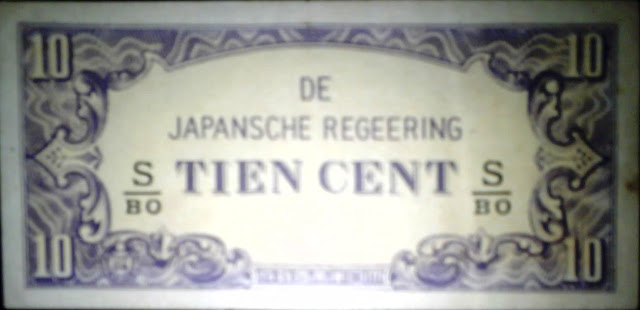 10 10
DE
JAPANSCHE REGEERING
S TIEN CENT S
BO BO
10 10